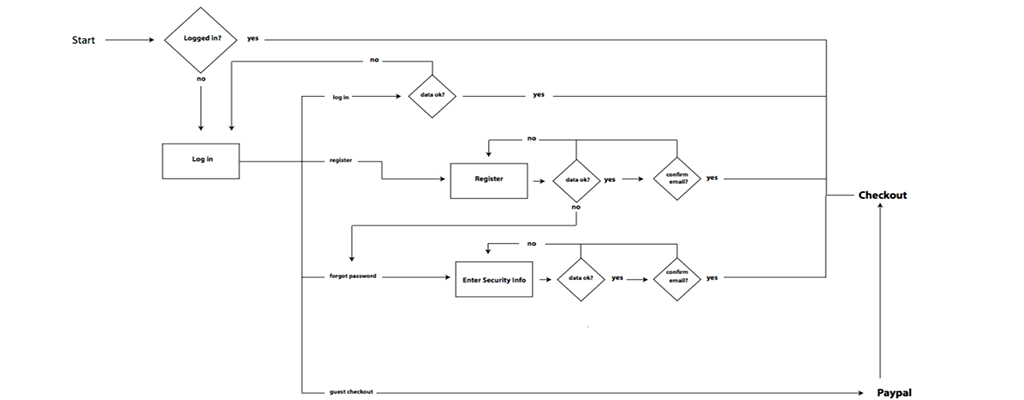 Start
Logged in?
yes
no
no
log in
data ok?
yes
Log in
register
no
Register
data ok?
yes
confirm
email?
yes
Checkout
no
no
forgot password
Enter Security Info
data ok?
yes
confirm
email?
yes
guest checkout
Paypal